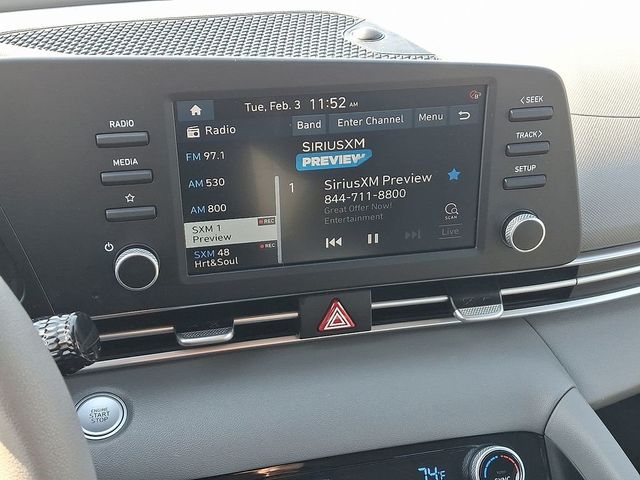 Tue, Feb. 3 11:52 AM
RADIO
MEDIA
< SEEK
TRACK >
SETUP
Radio
Band
Enter Channel
Menu
FM 97.1
AM 530
AM 800
SXM 1 REC
Preview
SXM 48 REC
Hrt&Soul
SIRIUSXM
PREVIEW
1
SiriusXM Preview
844-711-8800
Great Offer Now!
Entertainment
SCAN
Live
ENGINE
START
STOP
74°F
SYNC